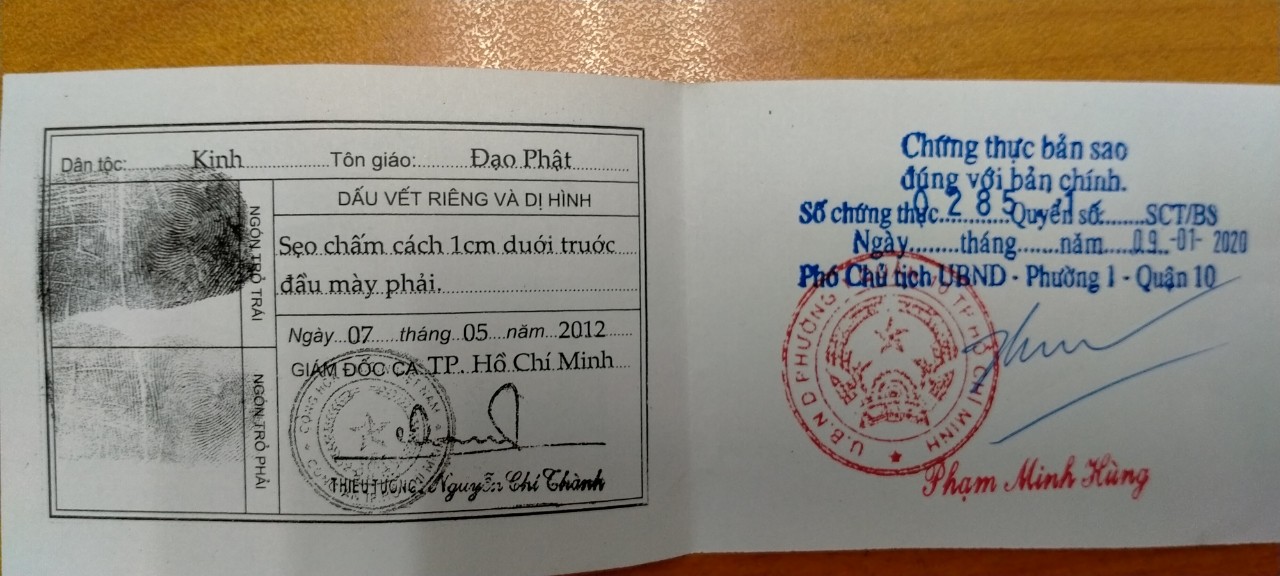 Dân tộc: Kinh Tôn giáo: Đạo Phật
DẤU VẾT RIÊNG VÀ DỊ HÌNH
NGÓN TRỎ TRÁI
Sẹo chấm cách 1cm duới truớc
đầu mày phải.
Ngày 07 tháng 05 năm 2012
GIÁM ĐỐC CA TP. Hồ Chí Minh
NGÓN TRỎ PHẢI
THIẾU TƯỚNG: Nguyễn Chí Thành
Chứng thực bản sao
đúng với bản chính.
Số chứng thực 0285 Quyển số: 1 SCT/BS
Ngày........tháng.......năm 09 -01- 2020
Phó Chủ tịch UBND - Phường 1 - Quận 10
U.B.N.D PHƯỜNG TP HỒ CHÍ MINH
Phạm Minh Hùng